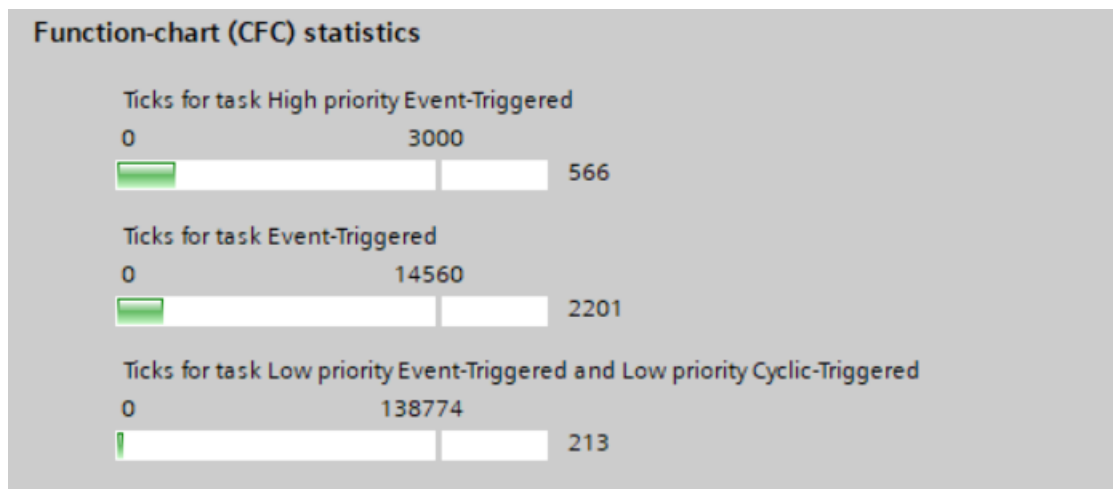 Function-chart (CFC) statistics
Ticks for task High priority Event-Triggered
0 3000
566
Ticks for task Event-Triggered
0 14560
2201
Ticks for task Low priority Event-Triggered and Low priority Cyclic-Triggered
0 138774
213